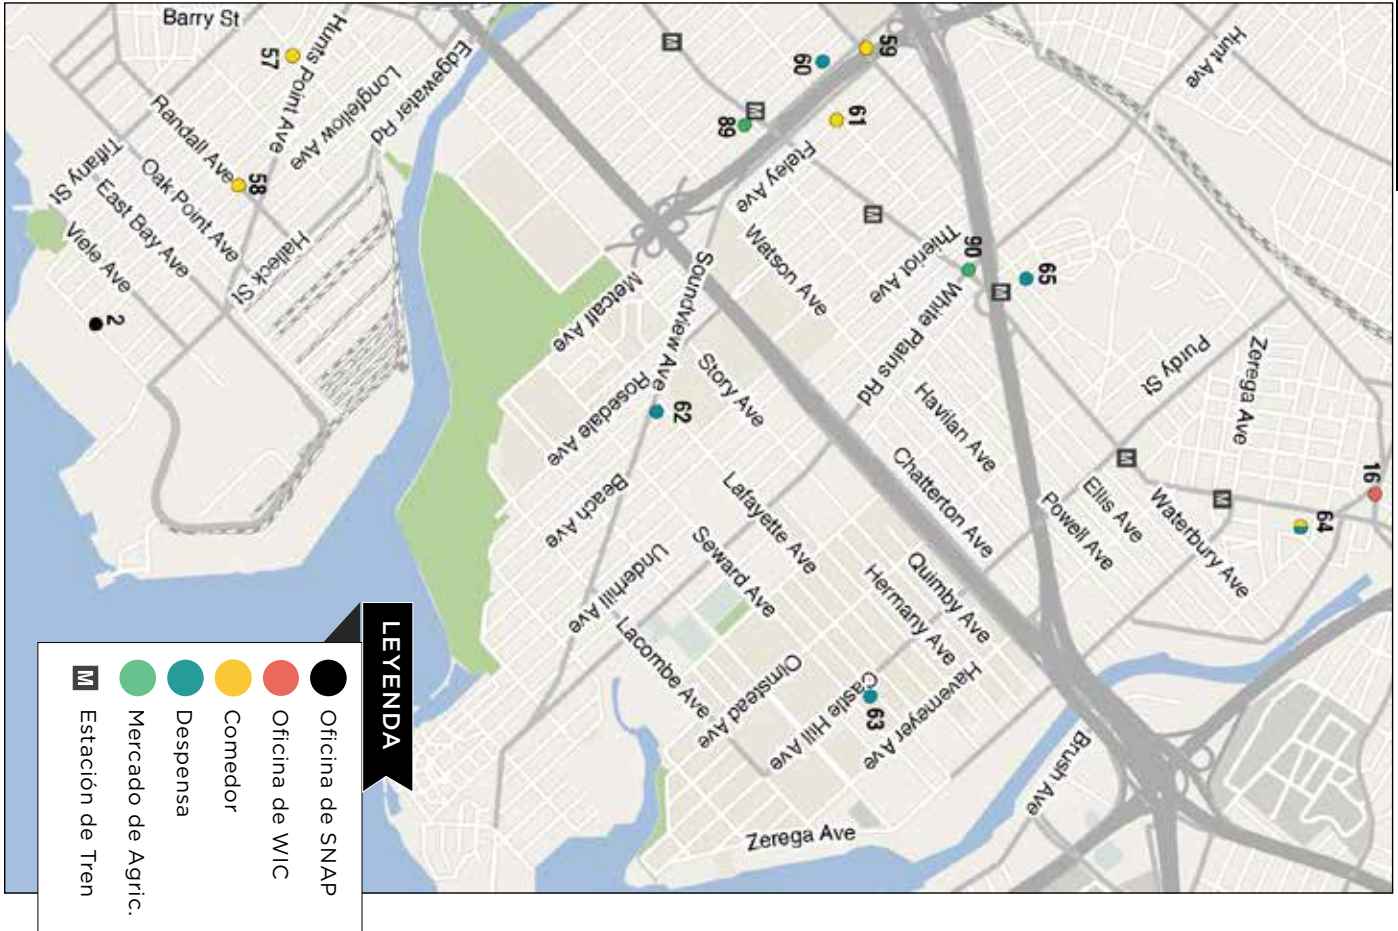 Barry St
57
Hunts Point Ave
Longfellow Ave
Edgewater Rd
Randall Ave
58
Tiffany St
Oak Point Ave
East Bay Ave
Viele Ave
Halleck St
2
M
60
59
61
M
89
Hunt Ave
Fteley Ave
M
Watson Ave
Thieriot Ave
90
65
M
White Plains Rd
Soundview Ave
Metcalf Ave
Rosedale Ave
62
Story Ave
Beach Ave
Purdy St
Zerega Ave
Havilan Ave
Chatterton Ave
M
Ellis Ave
Powell Ave
Waterbury Ave
M
16
64
Lafayette Ave
Seward Ave
Underhill Ave
Lacombe Ave
Quimby Ave
Hermany Ave
Havemeyer Ave
Castle Hill Ave
63
Olmstead Ave
Brush Ave
Zerega Ave
LEYENDA
Oficina de SNAP
Oficina de WIC
Comedor
Despensa
Mercado de Agric.
M Estación de Tren